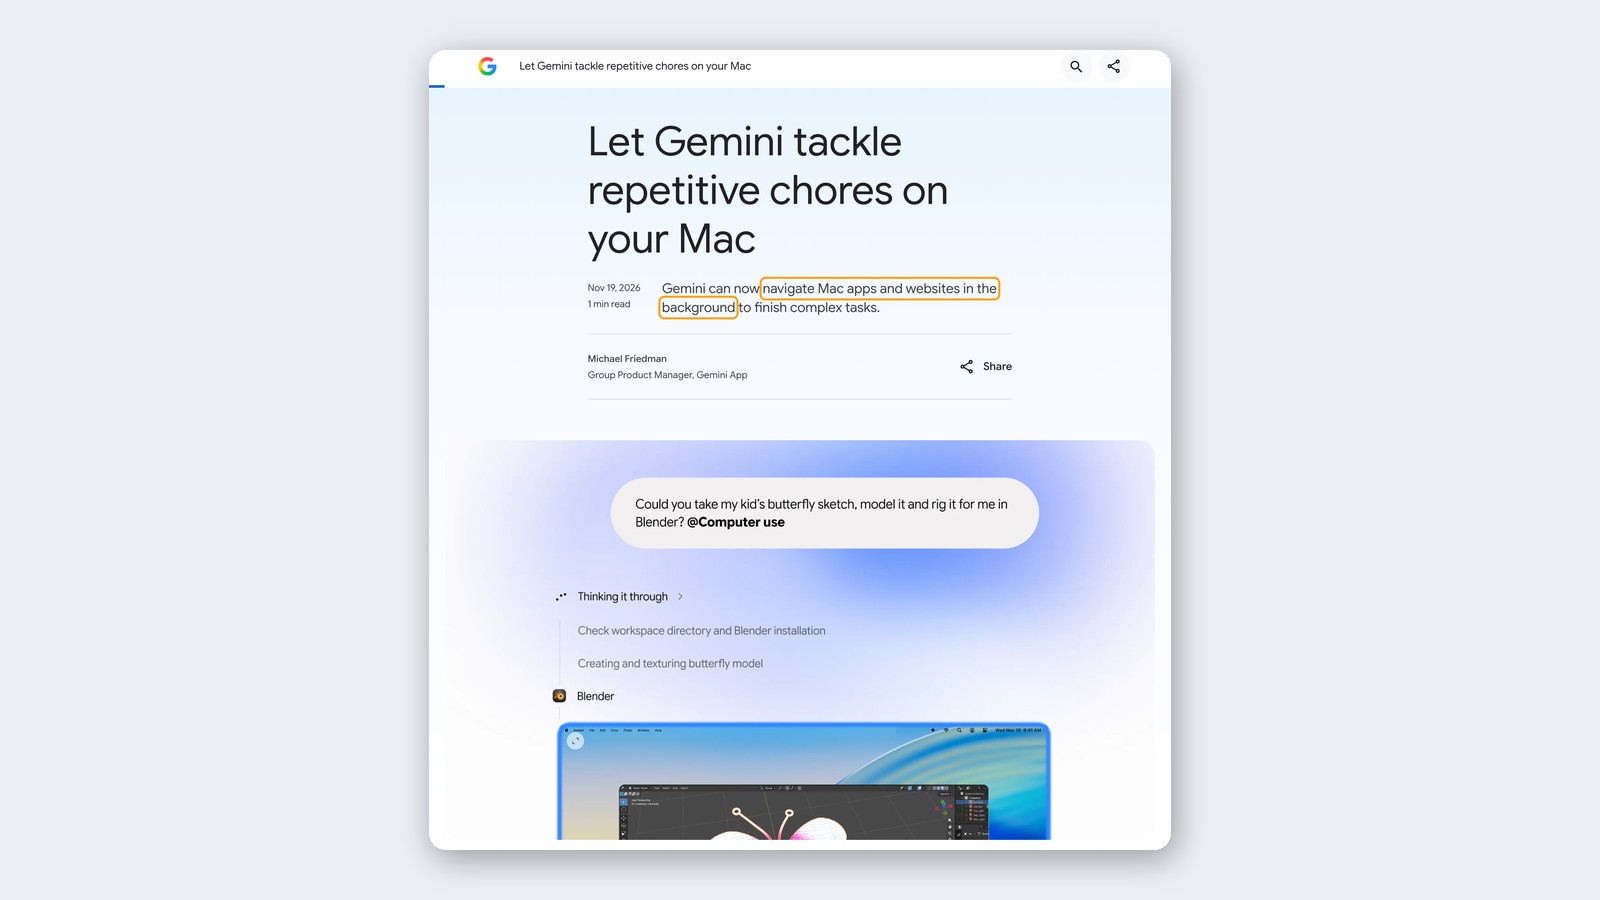 Let Gemini tackle repetitive chores on your Mac
Let Gemini tackle
repetitive chores on
your Mac
Nov 19, 2026
1 min read
Gemini can now navigate Mac apps and websites in the
background to finish complex tasks.
Michael Friedman
Group Product Manager, Gemini App
Share
Could you take my kid’s butterfly sketch, model it and rig it for me in
Blender? @Computer use
Thinking it through
Check workspace directory and Blender installation
Creating and texturing butterfly model
Blender